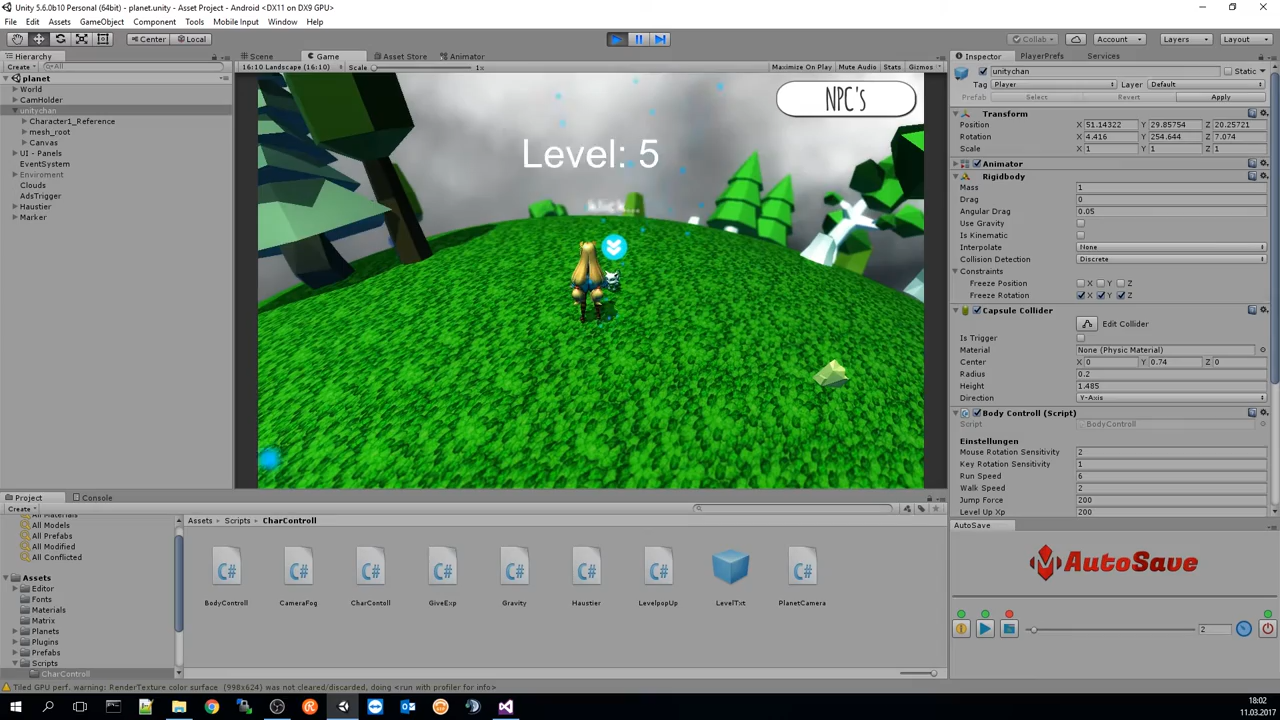 Unity 5.6.0b10 Personal (64bit) - planet.unity - Asset Project - Android <DX11 on DX9 GPU>
File Edit Assets GameObject Component Tools Mobile Input Window Help
Center Local
Collab Account Layers Layout
Hierarchy
Create All
planet
World
CamHolder
unitychan
Character1_Reference
mesh_root
Canvas
UI - Panels
EventSystem
Enviroment
Clouds
AdsTrigger
Haustier
Marker
Scene Game Asset Store Animator
16:10 Landscape (16:10) Scale 1x Maximize On Play Mute Audio Stats Gizmos
NPC's
Level: 5
Inspector PlayerPrefs Services
unitychan Static
Tag Player Layer Default
Prefab Select Revert Apply
Transform
Position X 51.14322 Y 29.85754 Z 20.25721
Rotation X 4.416 Y 254.644 Z 7.074
Scale X 1 Y 1 Z 1
Animator
Rigidbody
Mass 1
Drag 0
Angular Drag 0.05
Use Gravity
Is Kinematic
Interpolate None
Collision Detection Discrete
Constraints
Freeze Position X Y Z
Freeze Rotation X Y Z
Capsule Collider
Edit Collider
Is Trigger
Material None (Physic Material)
Center X 0 Y 0.74 Z 0
Radius 0.2
Height 1.485
Direction Y-Axis
Body Controll (Script)
Script BodyControll
Einstellungen
Mouse Rotation Sensitivity 2
Key Rotation Sensitivity 1
Run Speed 6
Walk Speed 2
Jump Force 200
Level Up Xp 200
AutoSave
AutoSave
2
Project Console
Create
All Materials
All Models
All Prefabs
All Modified
All Conflicted
Assets
Editor
Fonts
Materials
Matrix
Planets
Plugins
Prefabs
Scripts
CharControll
Assets Scripts CharControll
BodyControll CameraFog CharContoll GiveExp Gravity Haustier LevelpopUp LevelTxt PlanetCamera
Tiled GPU perf. warning: RenderTexture color surface (998x624) was not cleared/discarded, doing <run with profiler for info>
18:02
11.03.2017